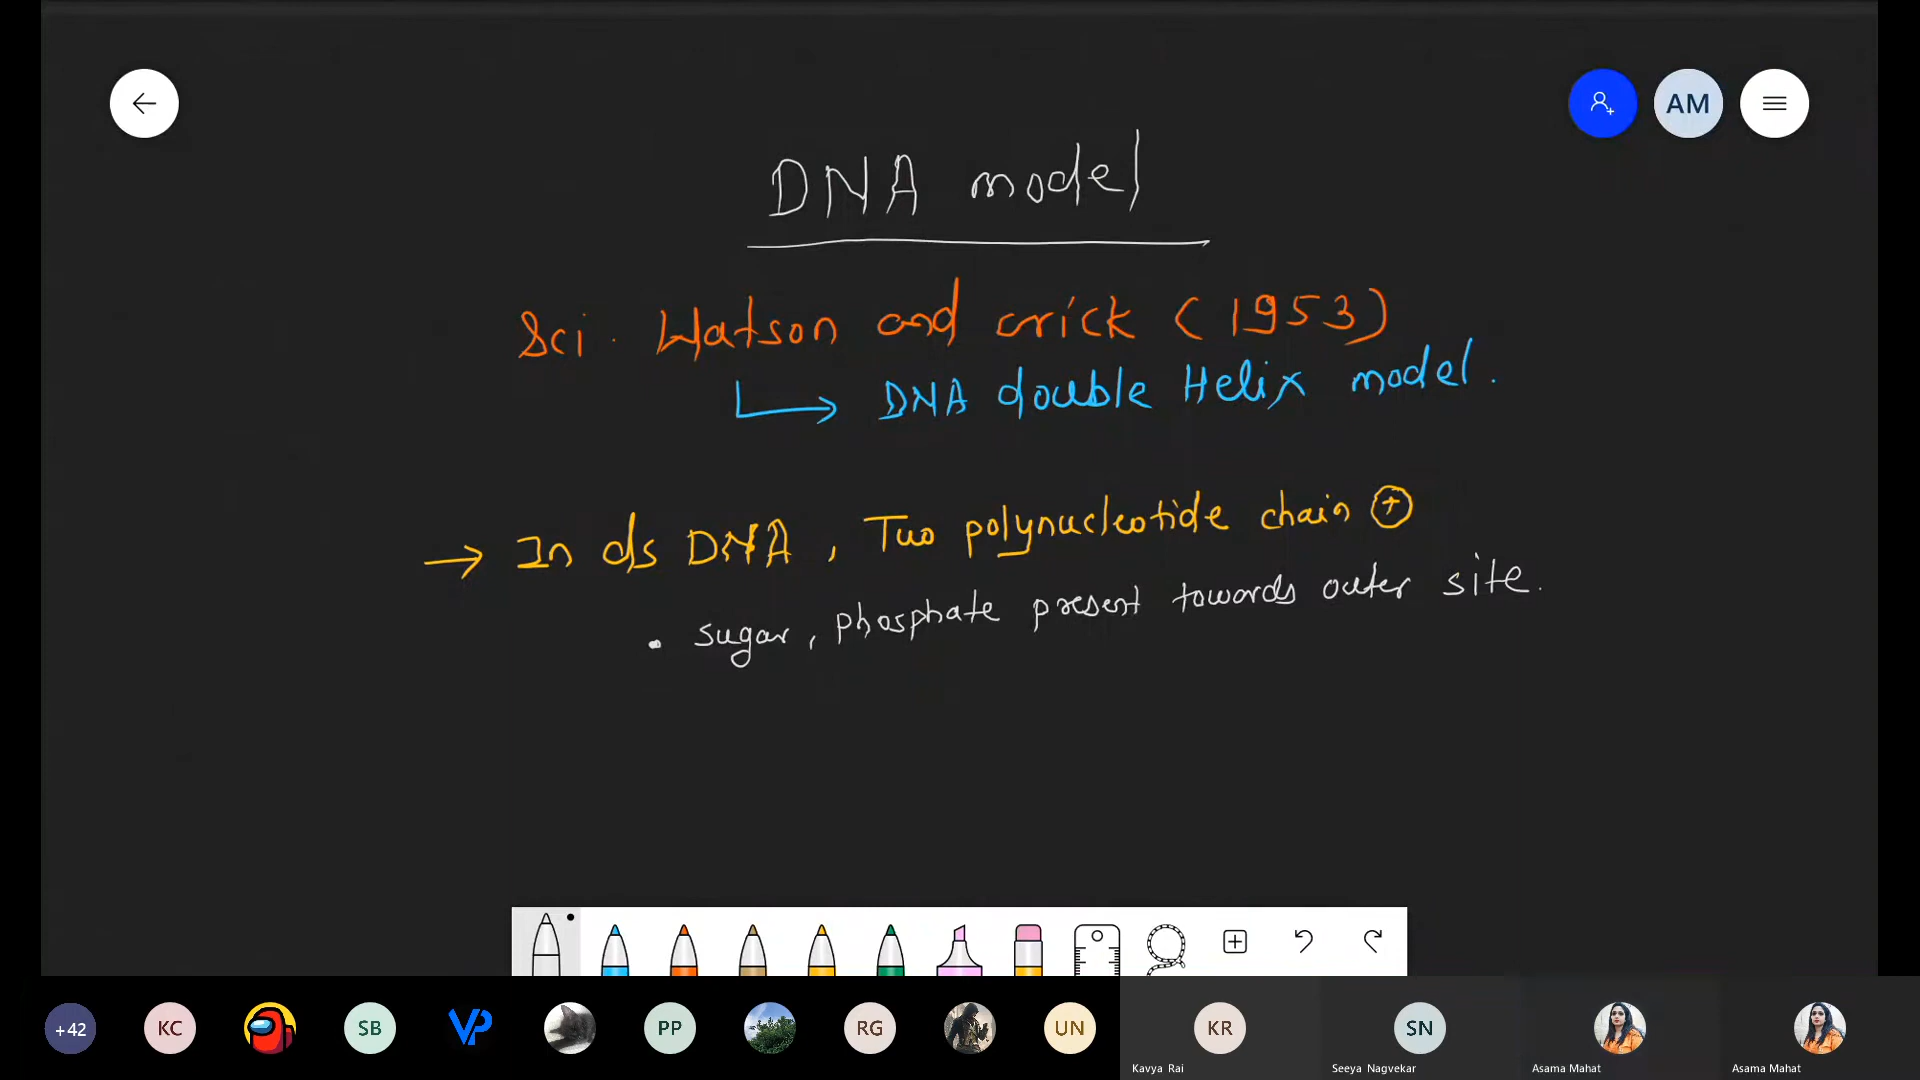 AM
DNA model
Sci. Watson and crick (1953)
DNA double Helix model.
→ In ds DNA, Two polynucleotide chain ⊕
• sugar, phosphate present towards outer site.
+42 KC SB VP PP RG UN KR SN
Kavya Rai Seeya Nagvekar Asama Mahat Asama Mahat